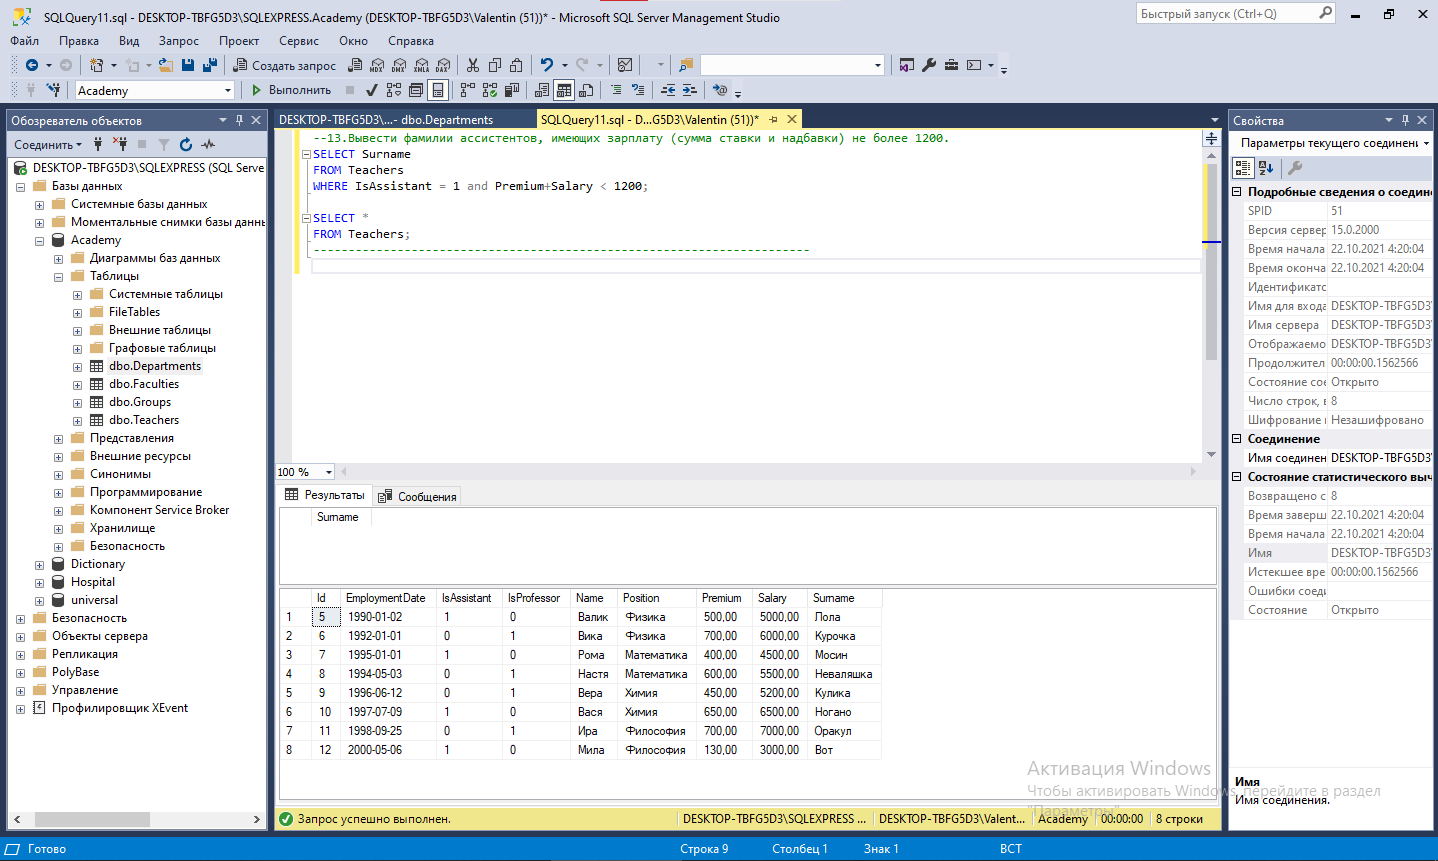 SQLQuery11.sql - DESKTOP-TBFG5D3\SQLEXPRESS.Academy (DESKTOP-TBFG5D3\Valentin (51))* - Microsoft SQL Server Management Studio
Быстрый запуск (Ctrl+Q)
Файл Правка Вид Запрос Проект Сервис Окно Справка
Создать запрос MDX DMX XMLA DAX
Academy Выполнить
Обозреватель объектов
Соединить
DESKTOP-TBFG5D3\SQLEXPRESS (SQL Serve
Базы данных
Системные базы данных
Моментальные снимки базы данн
Academy
Диаграммы баз данных
Таблицы
Системные таблицы
FileTables
Внешние таблицы
Графовые таблицы
dbo.Departments
dbo.Faculties
dbo.Groups
dbo.Teachers
Представления
Внешние ресурсы
Синонимы
Программирование
Компонент Service Broker
Хранилище
Безопасность
Dictionary
Hospital
universal
Безопасность
Объекты сервера
Репликация
PolyBase
Управление
Профилировщик XEvent
DESKTOP-TBFG5D3\...- dbo.Departments
SQLQuery11.sql - D...G5D3\Valentin (51))*
--13.Вывести фамилии ассистентов, имеющих зарплату (сумма ставки и надбавки) не более 1200.
SELECT Surname
FROM Teachers
WHERE IsAssistant = 1 and Premium+Salary < 1200;
SELECT *
FROM Teachers;
-----------------------------------------------------------------------
100 %
Результаты Сообщения
Surname
Id EmploymentDate IsAssistant IsProfessor Name Position Premium Salary Surname
1 5 1990-01-02 1 0 Валик Физика 500,00 5000,00 Лола
2 6 1992-01-01 0 1 Вика Физика 700,00 6000,00 Курочка
3 7 1995-01-01 1 0 Рома Математика 400,00 4500,00 Мосин
4 8 1994-05-03 0 1 Настя Математика 600,00 5500,00 Неваляшка
5 9 1996-06-12 0 1 Вера Химия 450,00 5200,00 Кулика
6 10 1997-07-09 1 0 Вася Химия 650,00 6500,00 Ногано
7 11 1998-09-25 0 1 Ира Философия 700,00 7000,00 Оракул
8 12 2000-05-06 1 0 Мила Философия 130,00 3000,00 Вот
Запрос успешно выполнен.
DESKTOP-TBFG5D3\SQLEXPRESS ... DESKTOP-TBFG5D3\Valent... Academy 00:00:00 8 строки
Свойства
Параметры текущего соединени
Подробные сведения о соедин
SPID 51
Версия сервер 15.0.2000
Время начала 22.10.2021 4:20:04
Время оконча 22.10.2021 4:20:04
Идентификатс
Имя для входа DESKTOP-TBFG5D3\
Имя сервера DESKTOP-TBFG5D3\
Отображаемо DESKTOP-TBFG5D3\
Продолжител 00:00:00.1562566
Состояние сое Открыто
Число строк, в 8
Шифрование Незашифровано
Соединение
Имя соединен DESKTOP-TBFG5D3\
Состояние статистического выч
Возвращено с 8
Время заверш 22.10.2021 4:20:04
Время начала 22.10.2021 4:20:04
Имя DESKTOP-TBFG5D3\
Истекшее вре 00:00:00.1562566
Ошибки соеди
Состояние Открыто
Имя
Имя соединения.
Активация Windows
Чтобы активировать Windows, перейдите в раздел
"Параметры".
Готово Строка 9 Столбец 1 Знак 1 ВСТ